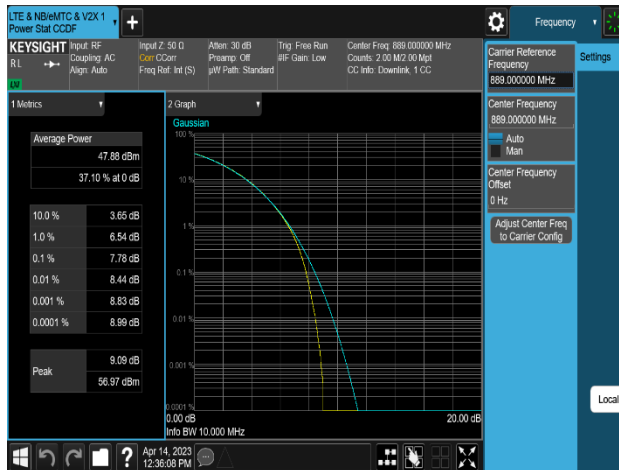 LTE & NB/eMTC & V2X 1
Power Stat CCDF
Frequency
KEYSIGHT
R L
Input: RF
Coupling: AC
Align: Auto
Input Z: 50 Ω
Corr CCorr
Freq Ref: Int (S)
Atten: 30 dB
Preamp: Off
µW Path: Standard
Trig: Free Run
#IF Gain: Low
Center Freq: 889.000000 MHz
Counts: 2.00 M/2.00 Mpt
CC Info: Downlink, 1 CC
Carrier Reference
Frequency
889.000000 MHz
Settings
Center Frequency
889.000000 MHz
Auto
Man
Center Frequency
Offset
0 Hz
Adjust Center Freq
to Carrier Config
Local
1 Metrics
Average Power
47.88 dBm
37.10 % at 0 dB
10.0 % 3.65 dB
1.0 % 6.54 dB
0.1 % 7.78 dB
0.01 % 8.44 dB
0.001 % 8.83 dB
0.0001 % 8.99 dB
Peak
9.09 dB
56.97 dBm
2 Graph
Gaussian
100 %
10 %
1 %
0.1 %
0.01 %
0.001 %
0.0001 %
0.00 dB 20.00 dB
Info BW 10.000 MHz
? Apr 14, 2023
12:36:08 PM